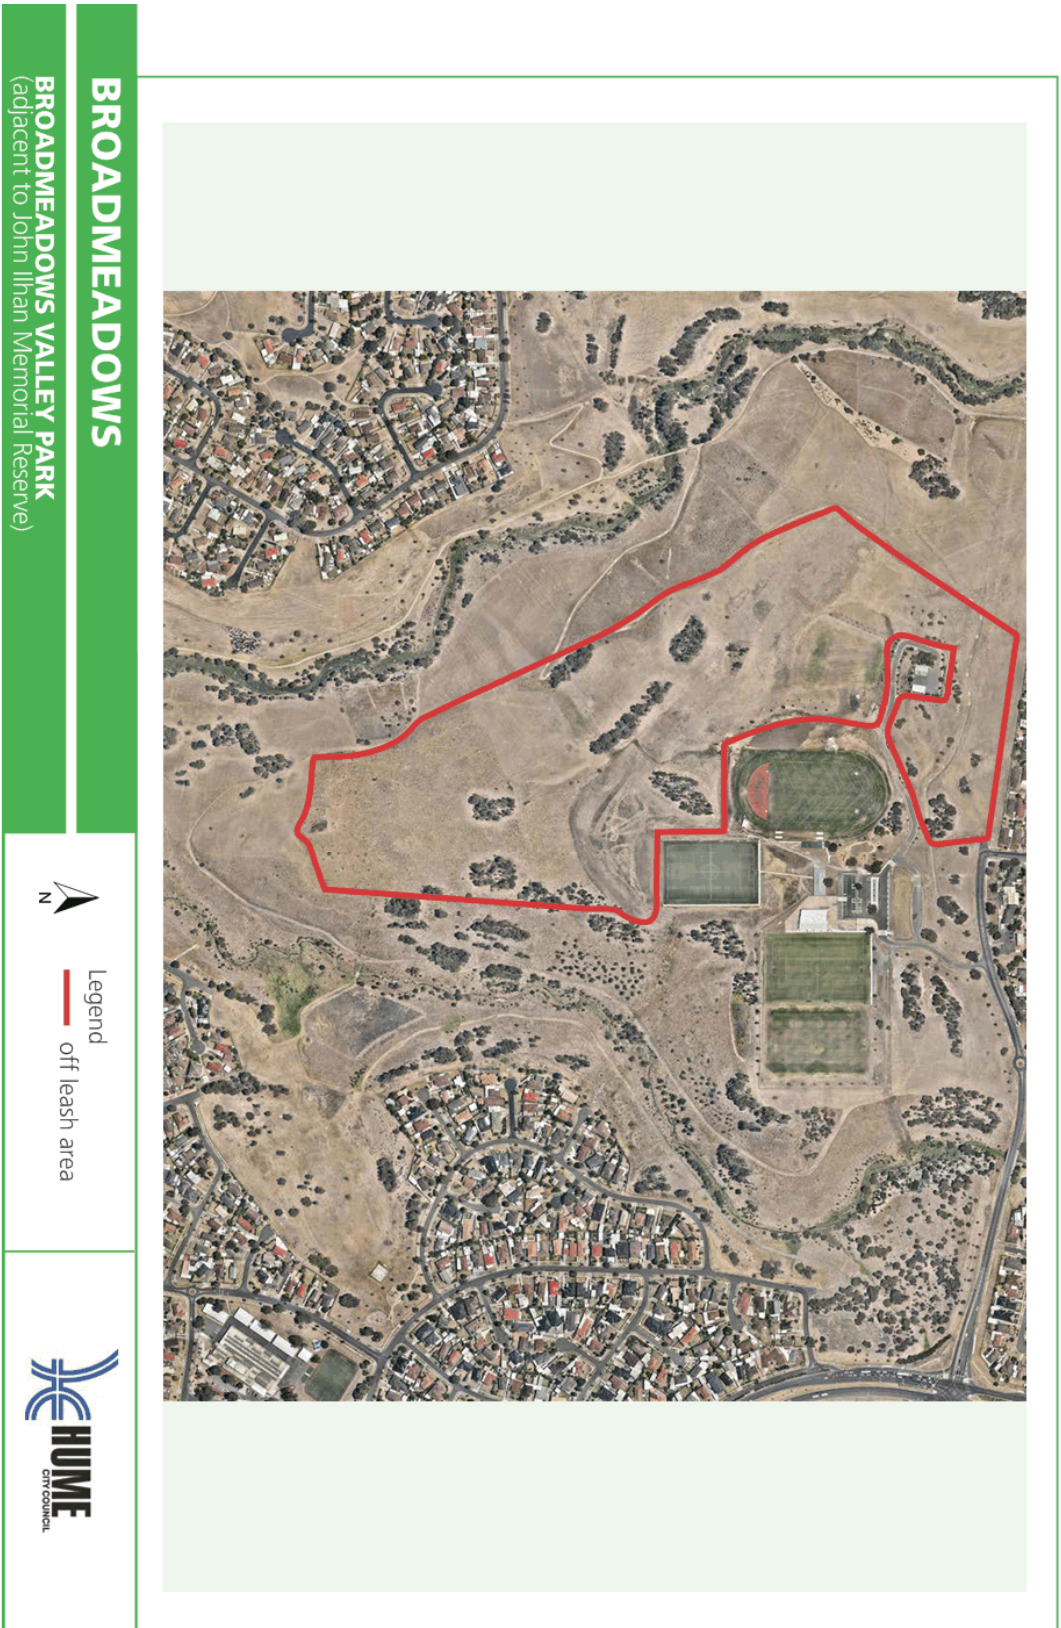 BROADMEADOWS
BROADMEADOWS VALLEY PARK
(adjacent to John Ilhan Memorial Reserve)
N
Legend
off leash area
HUME
CITY COUNCIL